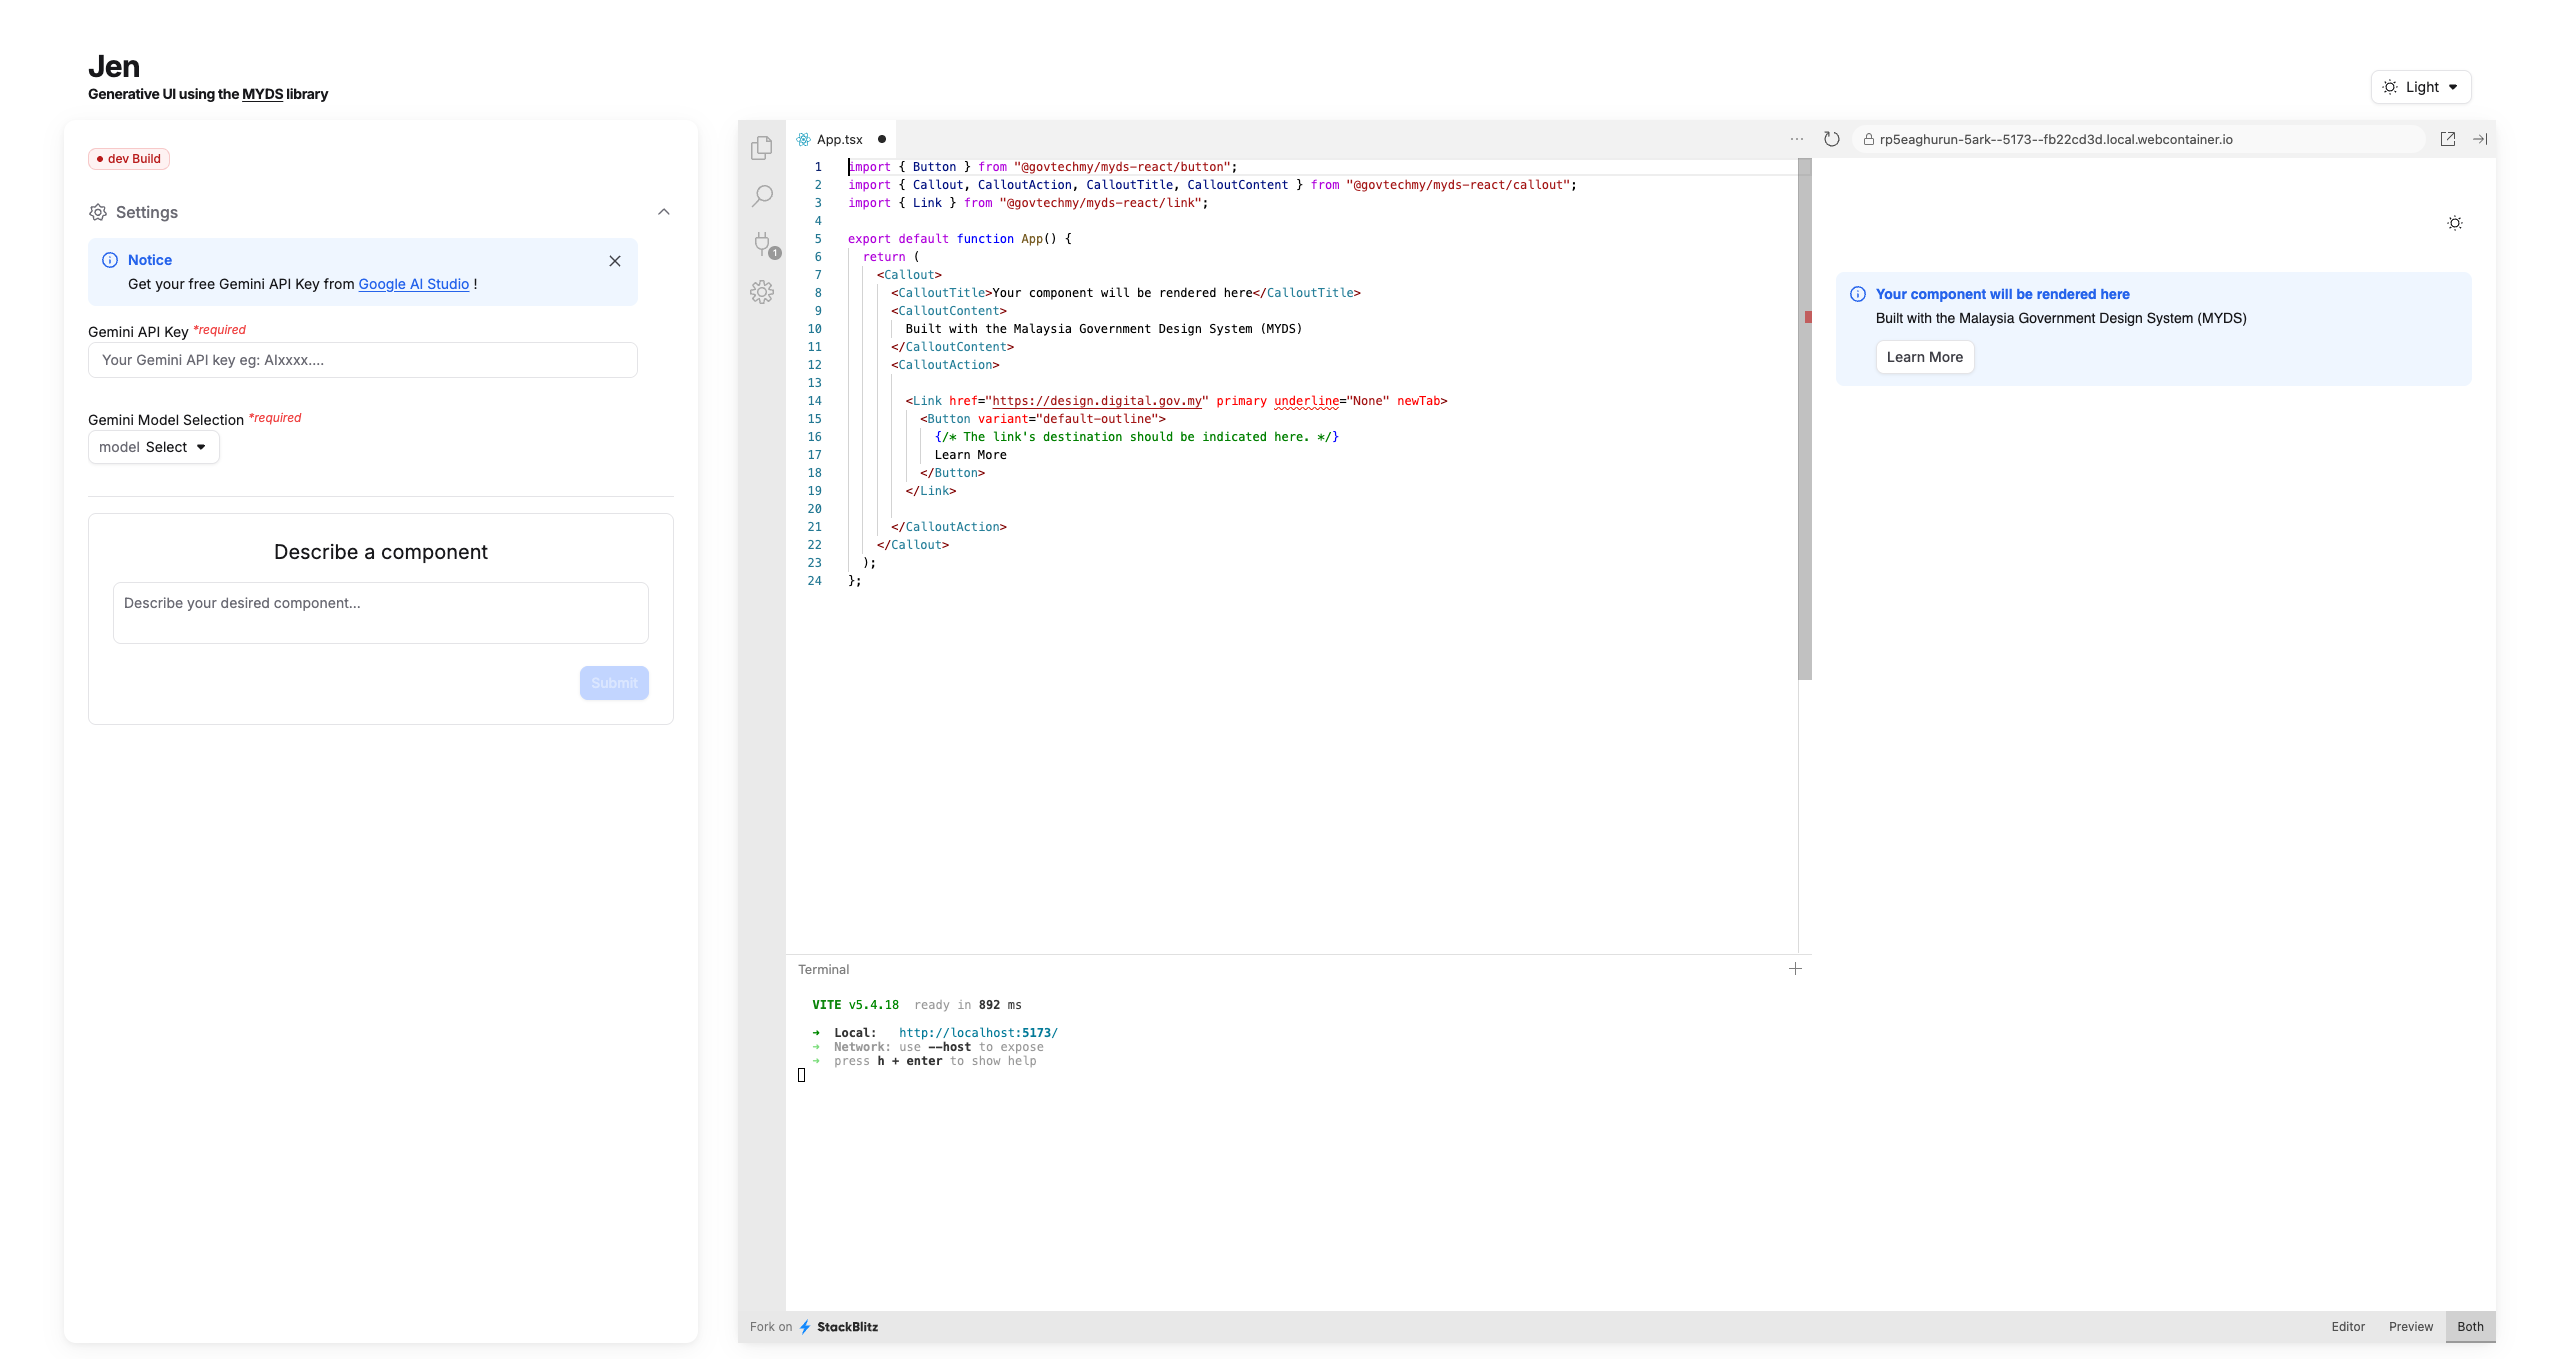 Jen
Generative UI using the MYDS library
Light
dev Build
Settings
Notice
Get your free Gemini API Key from Google AI Studio !
Gemini API Key *required
Your Gemini API key eg: AIxxxx....
Gemini Model Selection *required
model Select
Describe a component
Describe your desired component...
Submit
App.tsx
1
1 import { Button } from "@govtechmy/myds-react/button";
2 import { Callout, CalloutAction, CalloutTitle, CalloutContent } from "@govtechmy/myds-react/callout";
3 import { Link } from "@govtechmy/myds-react/link";
4
5 export default function App() {
6 return (
7 <Callout>
8 <CalloutTitle>Your component will be rendered here</CalloutTitle>
9 <CalloutContent>
10 Built with the Malaysia Government Design System (MYDS)
11 </CalloutContent>
12 <CalloutAction>
13
14 <Link href="https://design.digital.gov.my" primary underline="None" newTab>
15 <Button variant="default-outline">
16 {/* The link's destination should be indicated here. */}
17 Learn More
18 </Button>
19 </Link>
20
21 </CalloutAction>
22 </Callout>
23 );
24 };
Terminal
VITE v5.4.18 ready in 892 ms
➜ Local: http://localhost:5173/
➜ Network: use --host to expose
➜ press h + enter to show help
rp5eaghurun-5ark--5173--fb22cd3d.local.webcontainer.io
Your component will be rendered here
Built with the Malaysia Government Design System (MYDS)
Learn More
Fork on StackBlitz
Editor Preview Both